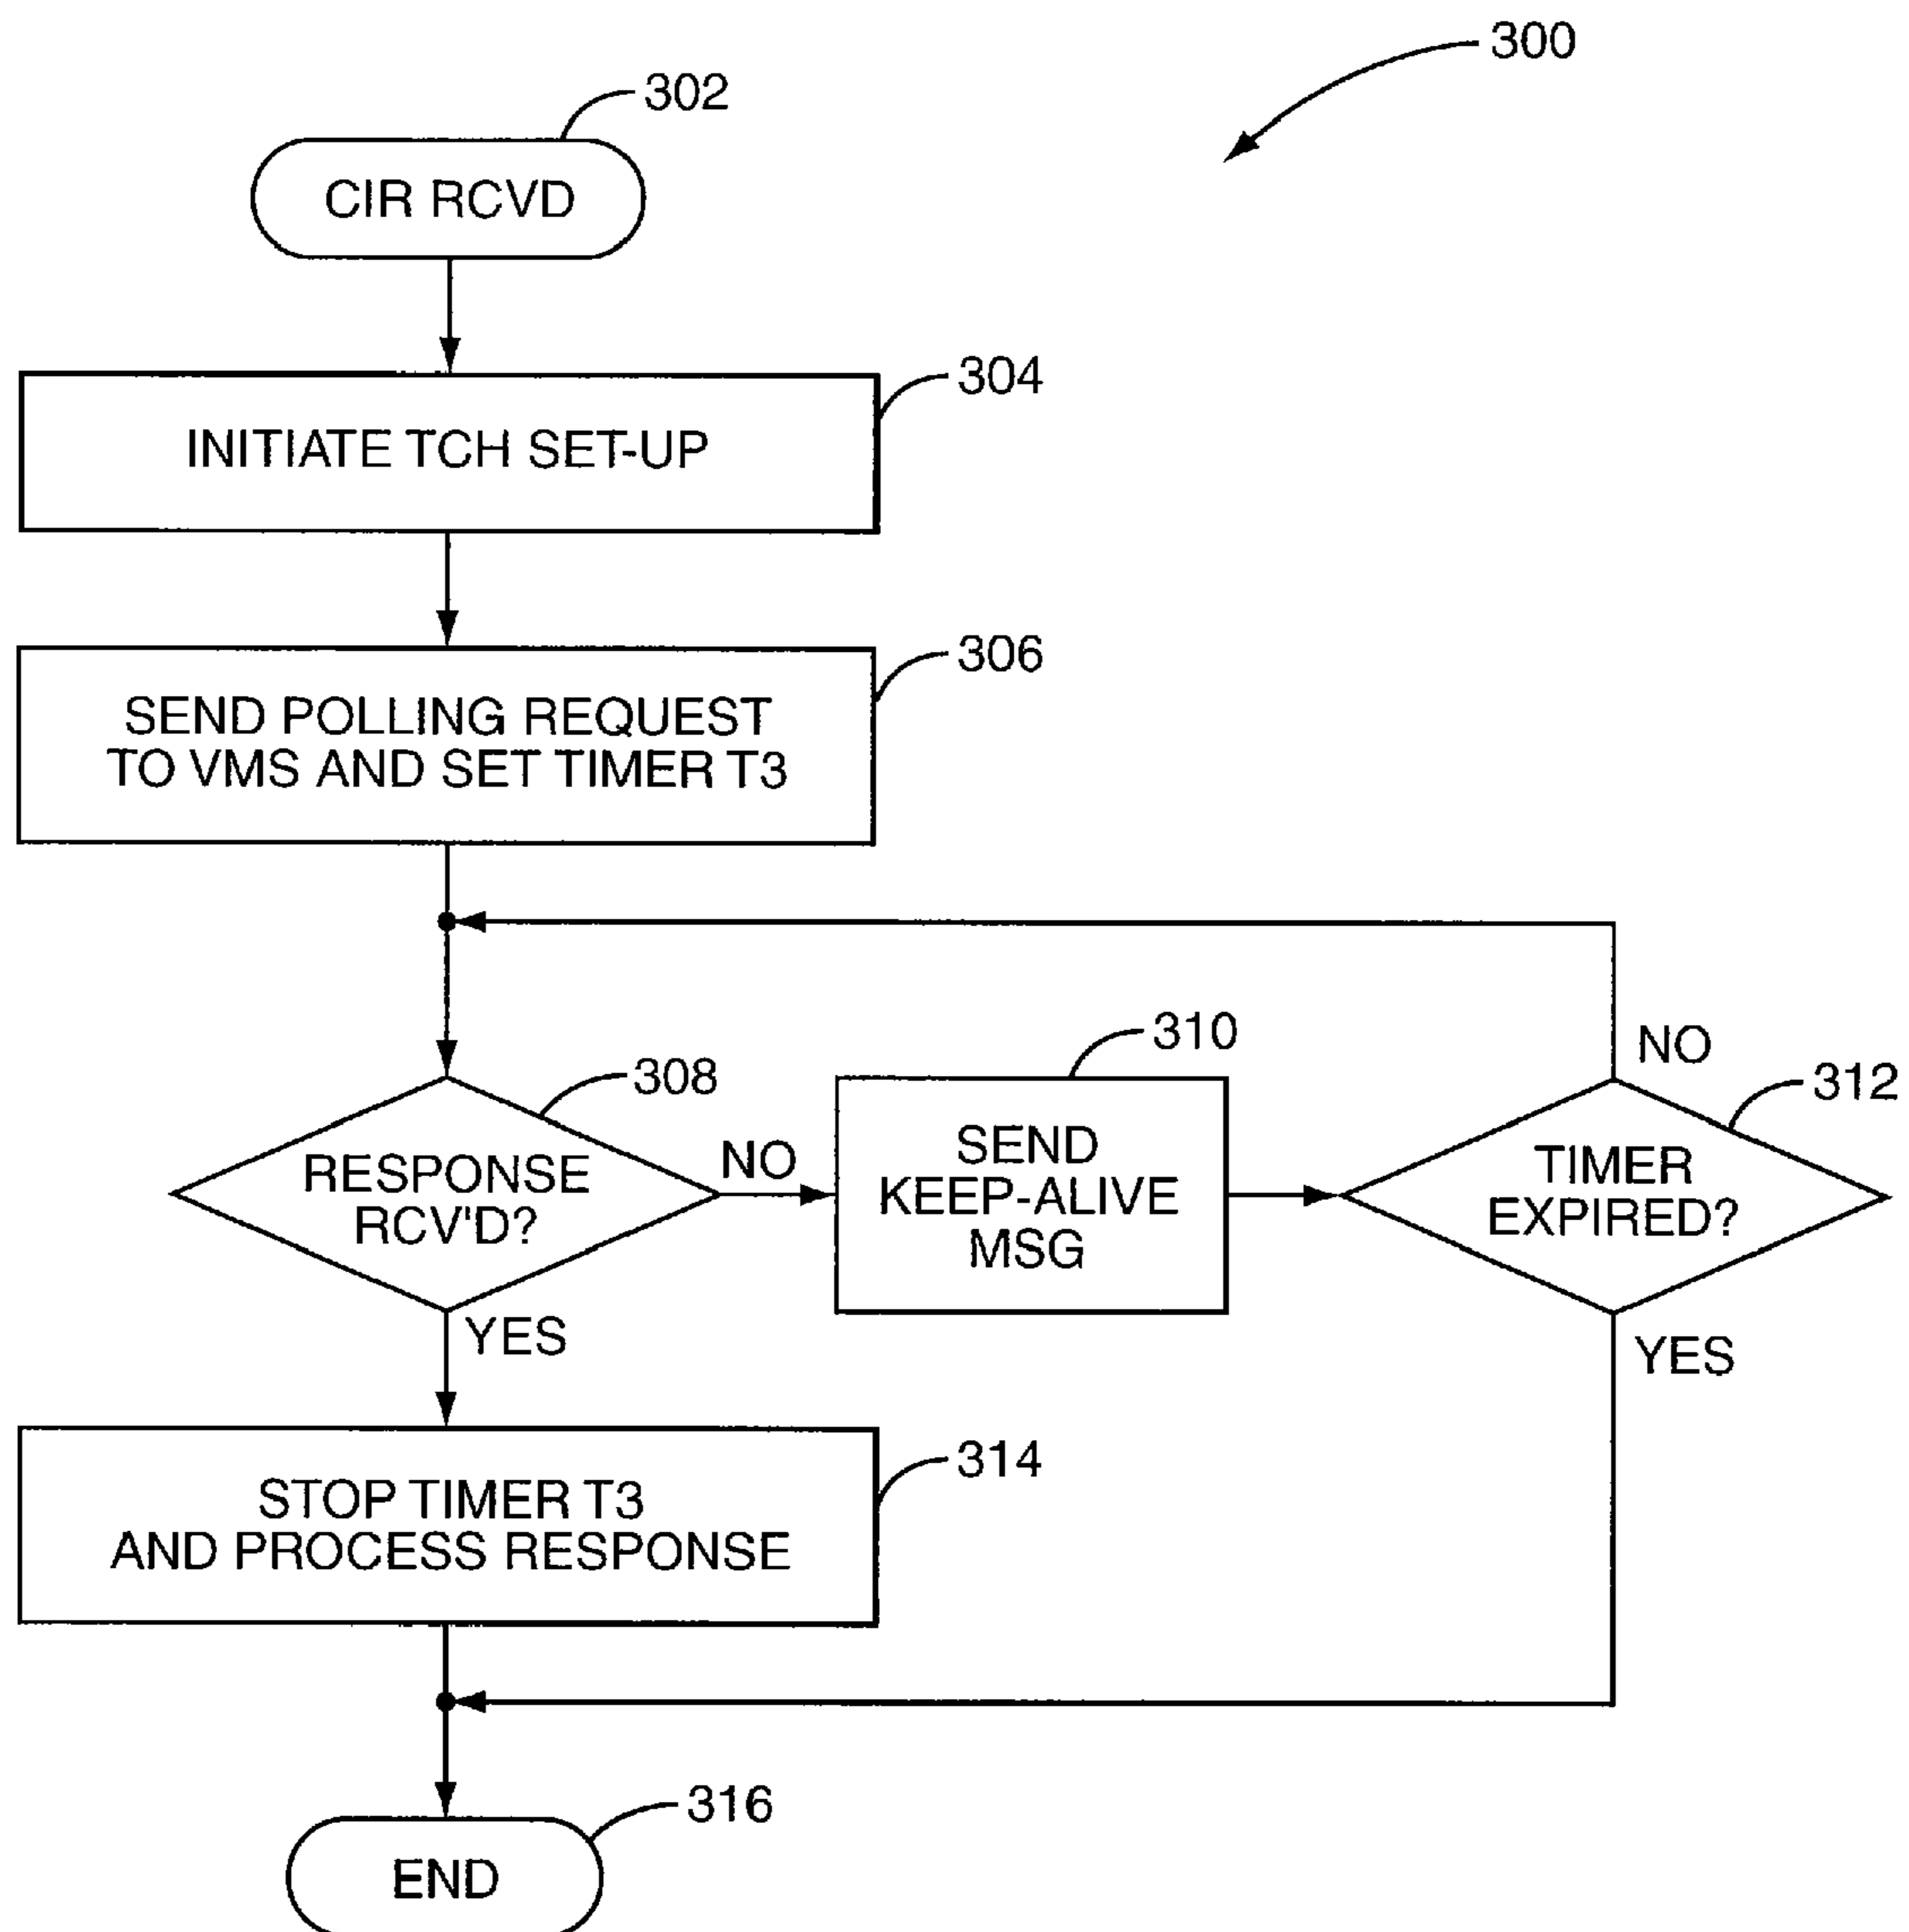 300
302
CIR RCVD
304
INITIATE TCH SET-UP
306
SEND POLLING REQUEST
TO VMS AND SET TIMER T3
308
RESPONSE
RCV'D?
NO
YES
310
SEND
KEEP-ALIVE
MSG
312
TIMER
EXPIRED?
NO
YES
314
STOP TIMER T3
AND PROCESS RESPONSE
316
END